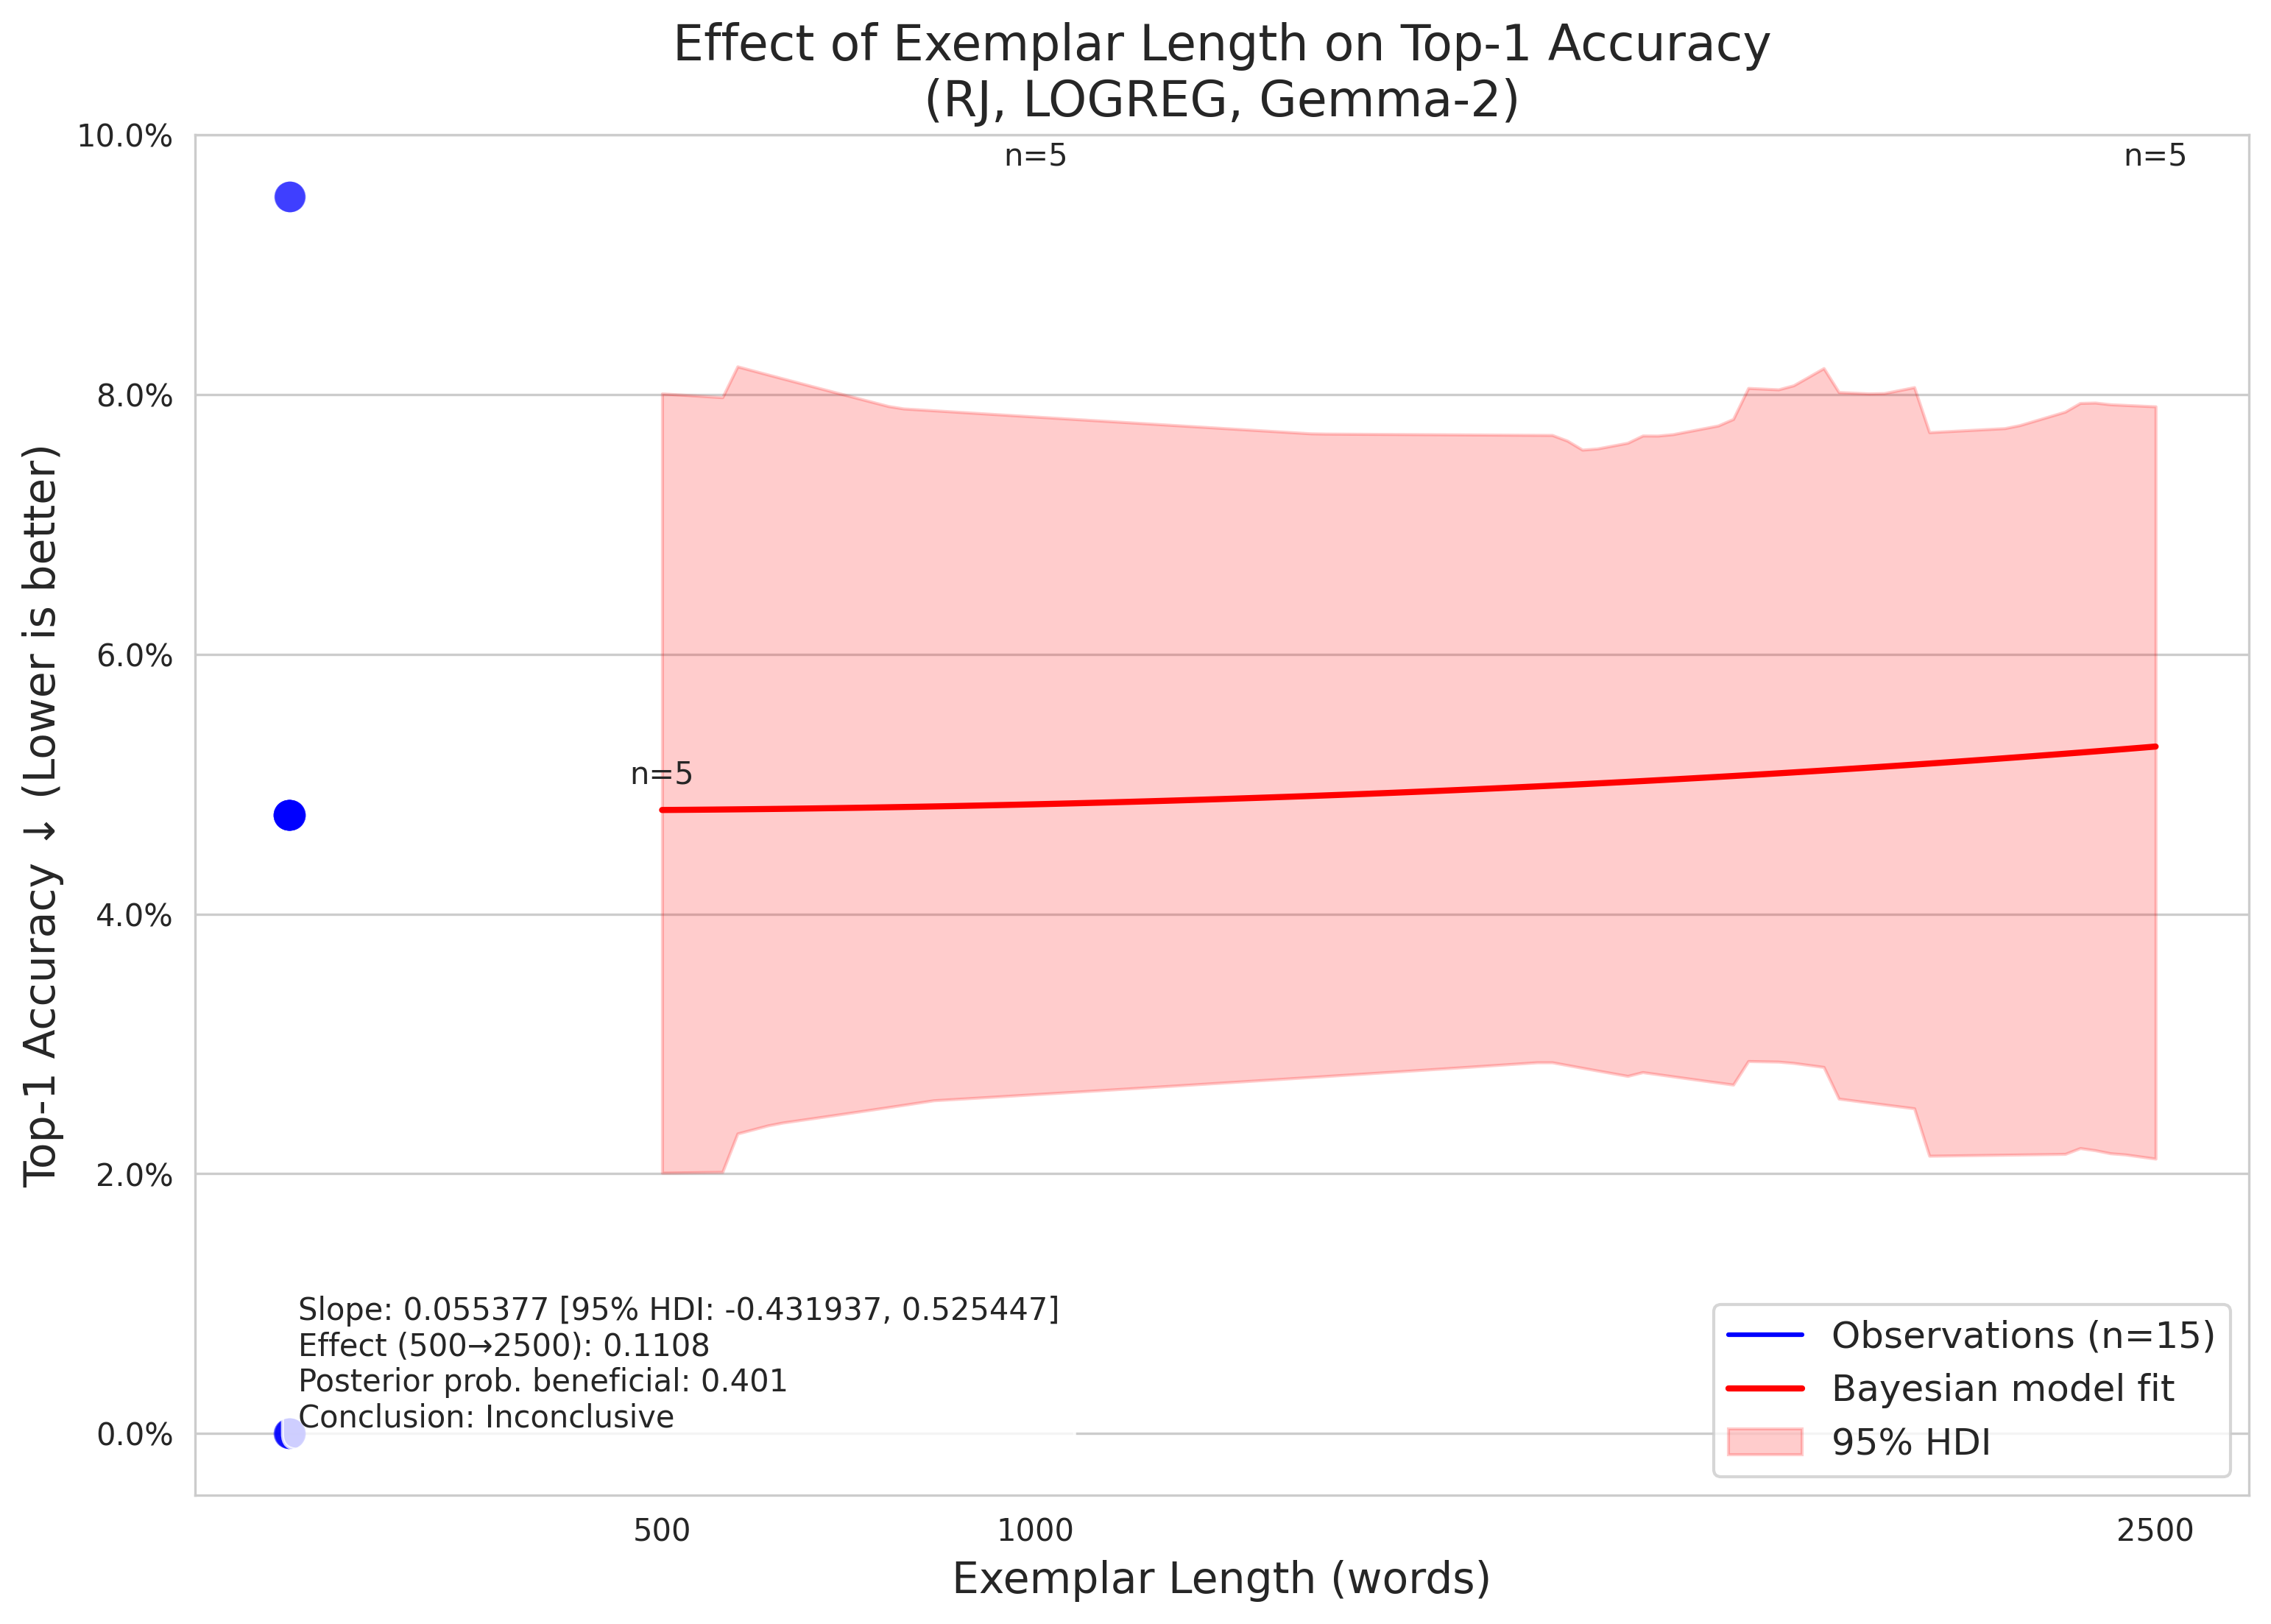 Effect of Exemplar Length on Top-1 Accuracy
(RJ, LOGREG, Gemma-2)
10.0%
8.0%
6.0%
4.0%
2.0%
0.0%
Top-1 Accuracy ↓ (Lower is better)
n=5
n=5
n=5
Slope: 0.055377 [95% HDI: -0.431937, 0.525447]
Effect (500→2500): 0.1108
Posterior prob. beneficial: 0.401
Conclusion: Inconclusive
Observations (n=15)
Bayesian model fit
95% HDI
500
1000
2500
Exemplar Length (words)